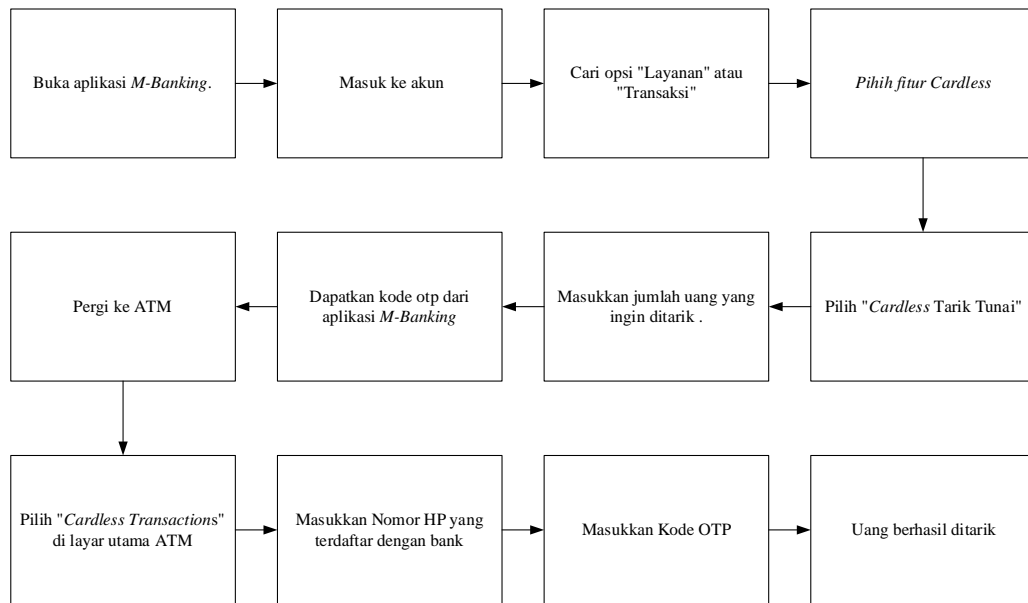 Buka aplikasi M-Banking.
Masuk ke akun
Cari opsi "Layanan" atau
"Transaksi"
Pihih fitur Cardless
Pilih "Cardless Tarik Tunai"
Masukkan jumlah uang yang
ingin ditarik .
Dapatkan kode otp dari
aplikasi M-Banking
Pergi ke ATM
Pilih "Cardless Transactions"
di layar utama ATM
Masukkan Nomor HP yang
terdaftar dengan bank
Masukkan Kode OTP
Uang berhasil ditarik